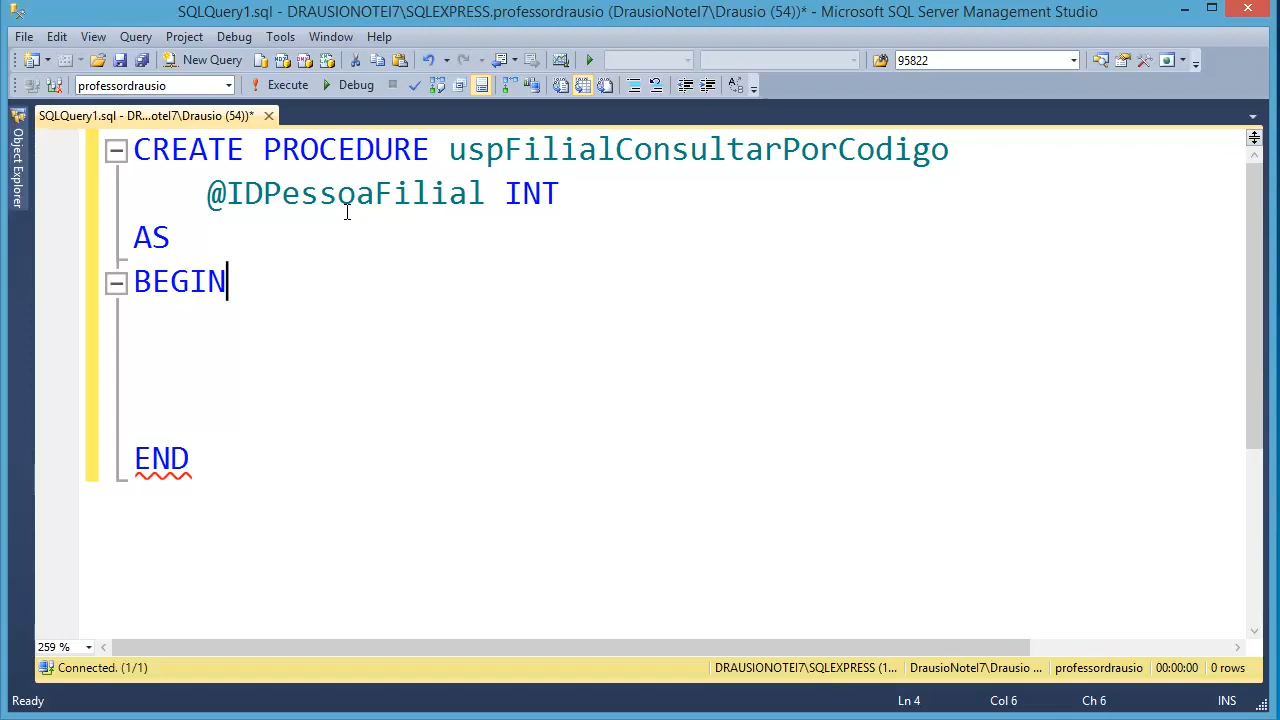 SQLQuery1.sql - DRAUSIONOTEI7\SQLEXPRESS.professordrausio (DrausioNoteI7\Drausio (54))* - Microsoft SQL Server Management Studio
File Edit View Query Project Debug Tools Window Help
New Query 95822
professordrausio Execute Debug
SQLQuery1.sql - DR...otel7\Drausio (54))*
Object Explorer
CREATE PROCEDURE uspFilialConsultarPorCodigo
@IDPessoaFilial INT
AS
BEGIN
END
259 %
Connected. (1/1) DRAUSIONOTEI7\SQLEXPRESS (1... DrausioNoteI7\Drausio ... professordrausio 00:00:00 0 rows
Ready Ln 4 Col 6 Ch 6 INS